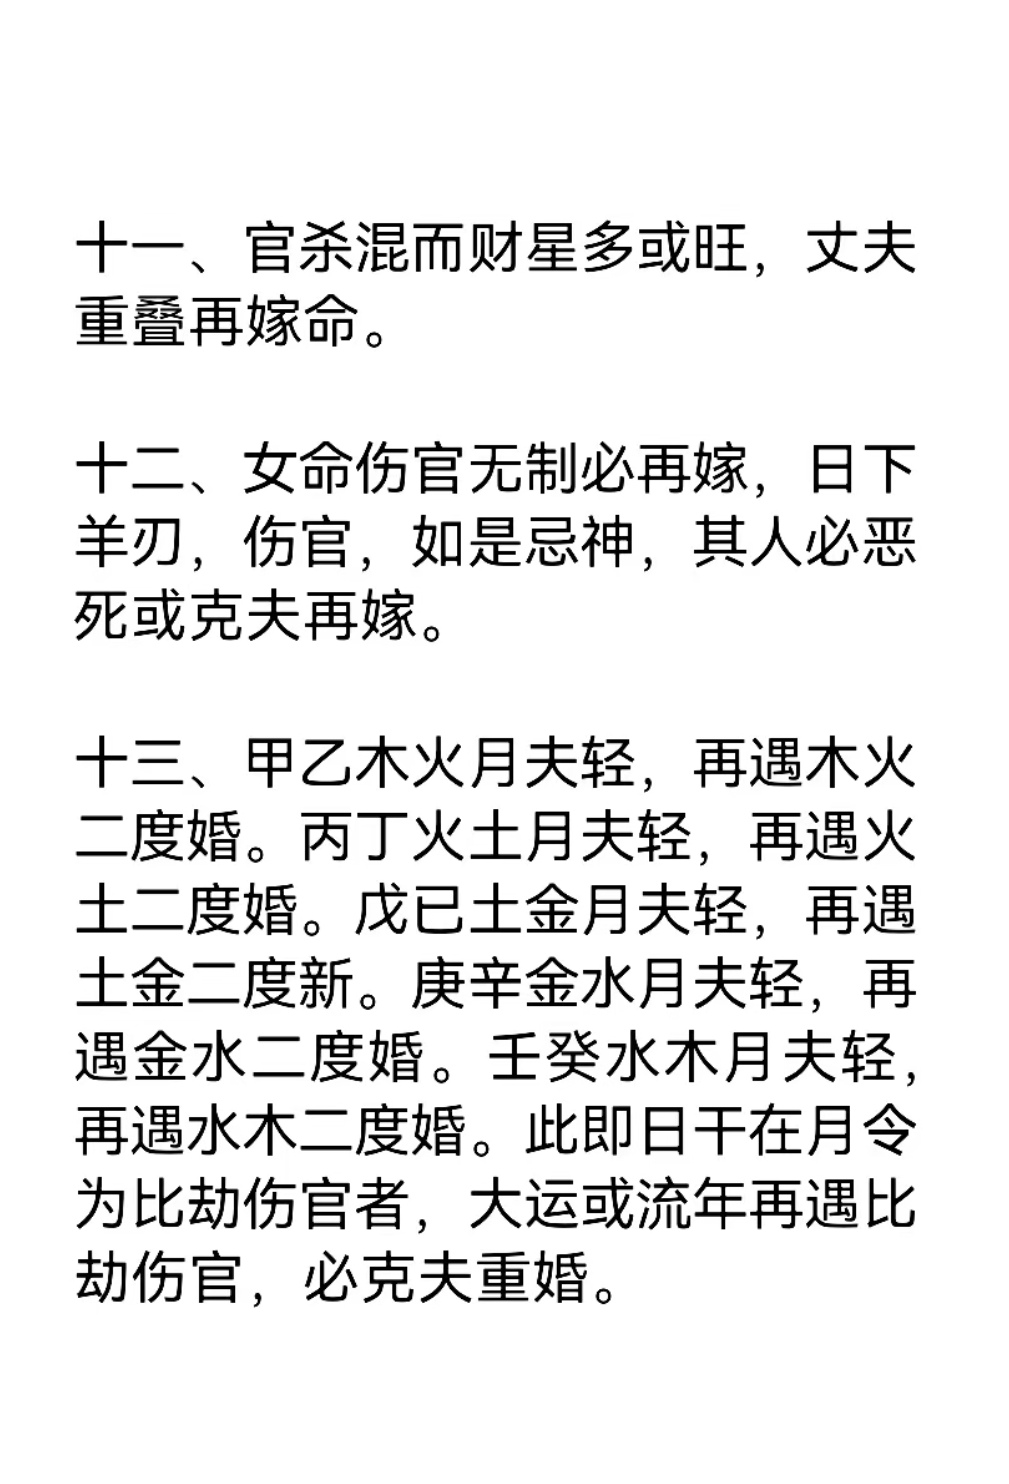 十一、官杀混而财星多或旺，丈夫
重叠再嫁命。
十二、女命伤官无制必再嫁，日下
羊刃，伤官，如是忌神，其人必恶
死或克夫再嫁。
十三、甲乙木火月夫轻，再遇木火
二度婚。丙丁火土月夫轻，再遇火
土二度婚。戊已土金月夫轻，再遇
土金二度新。庚辛金水月夫轻，再
遇金水二度婚。壬癸水木月夫轻，
再遇水木二度婚。此即日干在月令
为比劫伤官者，大运或流年再遇比
劫伤官，必克夫重婚。